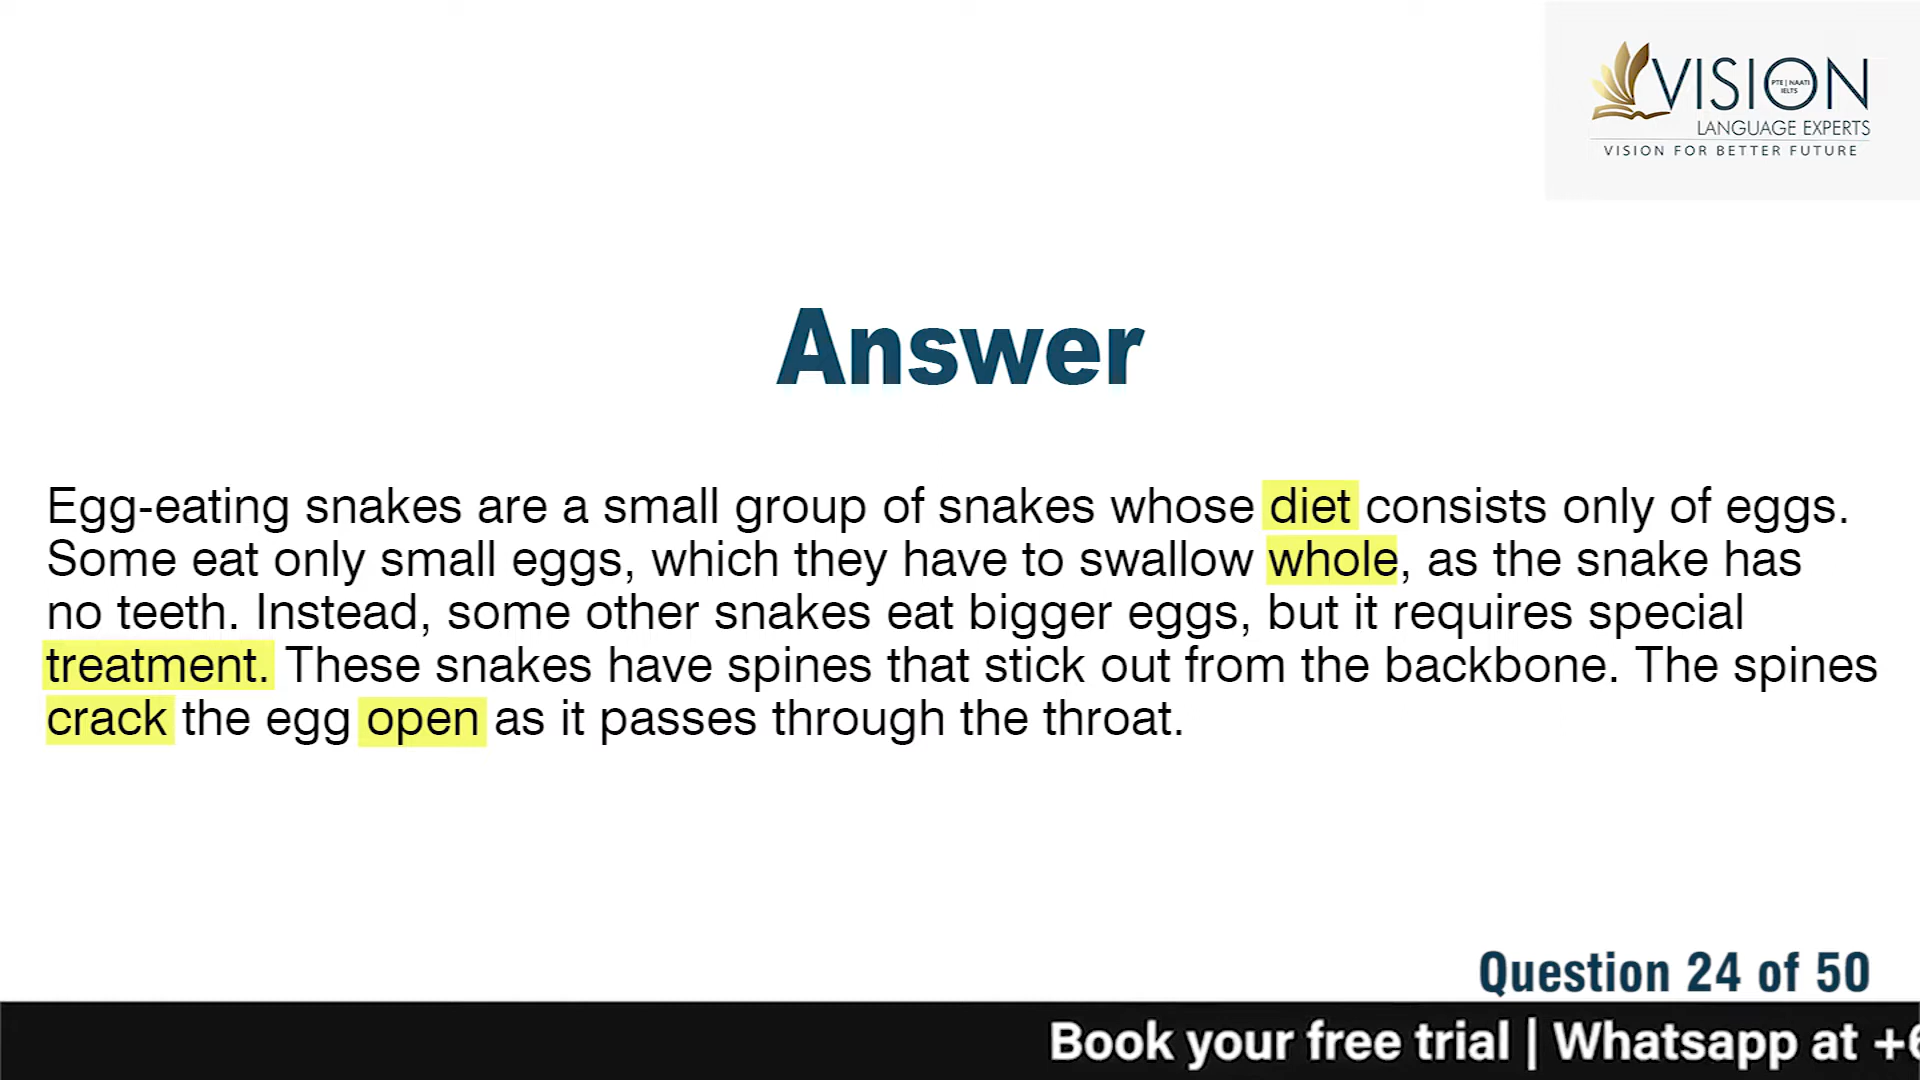 VISION
PTE | NAATI
IELTS
LANGUAGE EXPERTS
VISION FOR BETTER FUTURE
Answer
Egg-eating snakes are a small group of snakes whose diet consists only of eggs.
Some eat only small eggs, which they have to swallow whole, as the snake has
no teeth. Instead, some other snakes eat bigger eggs, but it requires special
treatment. These snakes have spines that stick out from the backbone. The spines
crack the egg open as it passes through the throat.
Question 24 of 50
Book your free trial | Whatsapp at +6